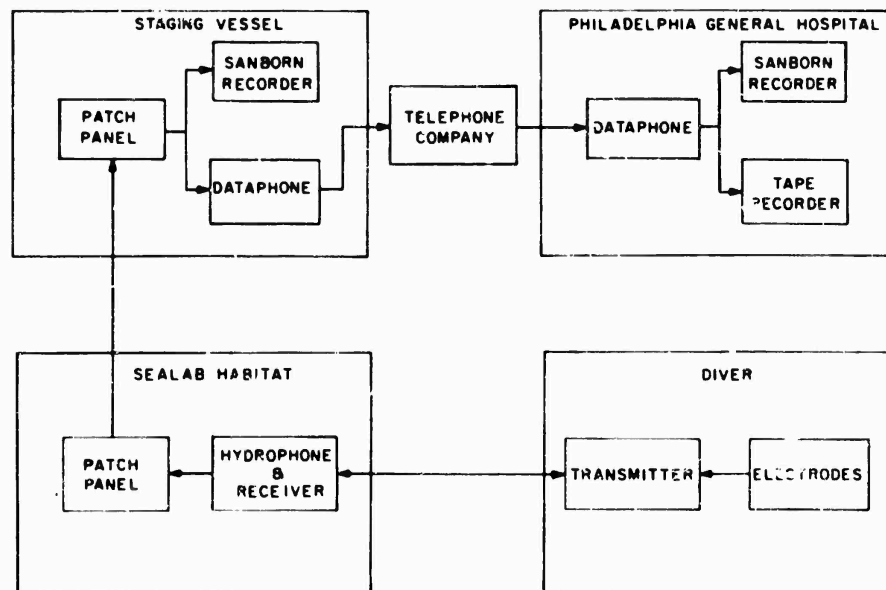 STAGING VESSEL
SANBORN
RECORDER
PATCH
PANEL
DATAPHONE
TELEPHONE
COMPANY
PHILADELPHIA GENERAL HOSPITAL
SANBORN
RECORDER
DATAPHONE
TAPE
RECORDER
SEALAB HABITAT
PATCH
PANEL
HYDROPHONE
&
RECEIVER
DIVER
TRANSMITTER
ELECTRODES